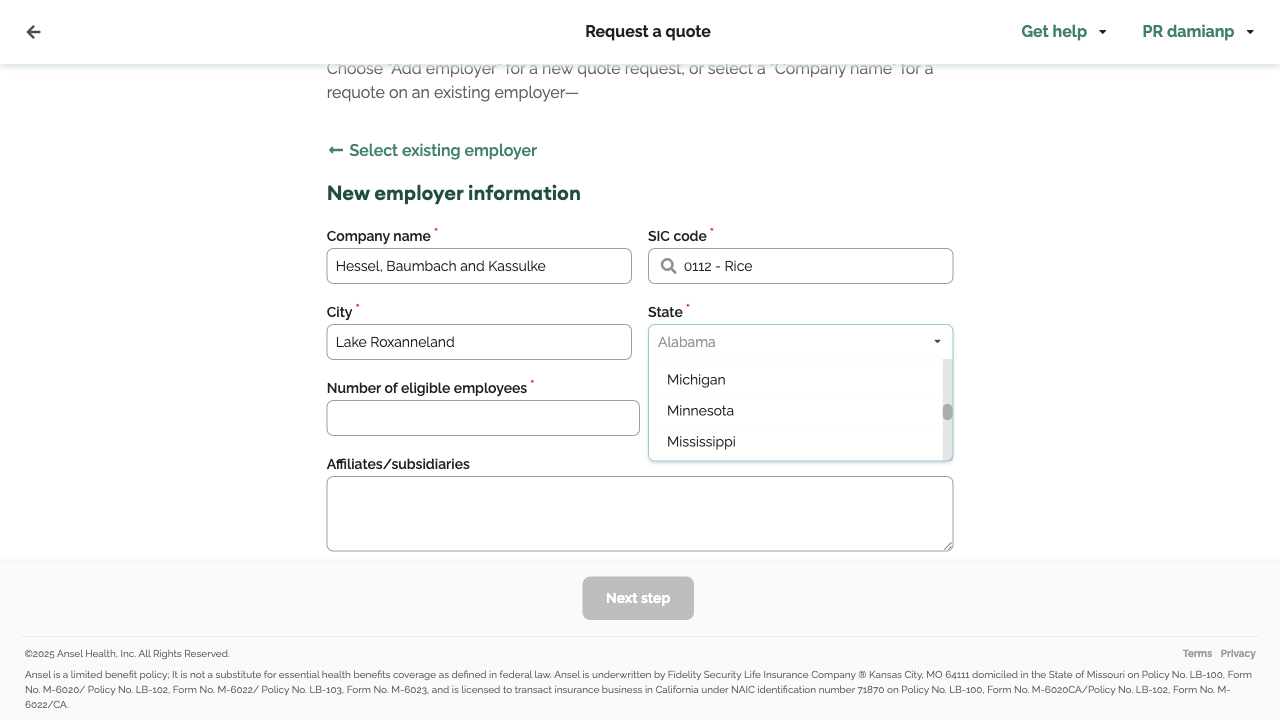 Request a quote
Get help
PR damianp
Choose "Add employer" for a new quote request, or select a "Company name" for a
requote on an existing employer—
Select existing employer
New employer information
Company name *
SIC code *
Hessel, Baumbach and Kassulke
0112 - Rice
City *
State *
Lake Roxanneland
Alabama
Michigan
Number of eligible employees *
Minnesota
Mississippi
Affiliates/subsidiaries
Next step
©2025 Ansel Health, Inc. All Rights Reserved.
Terms Privacy
Ansel is a limited benefit policy; It is not a substitute for essential health benefits coverage as defined in federal law. Ansel is underwritten by Fidelity Security Life Insurance Company ® Kansas City, MO 64111 domiciled in the State of Missouri on Policy No. LB-100, Form
No. M-6020/ Policy No. LB-102, Form No. M-6022/ Policy No. LB-103, Form No. M-6023, and is licensed to transact insurance business in California under NAIC identification number 71870 on Policy No. LB-100, Form No. M-6020CA/Policy No. LB-102, Form No. M-
6022/CA.